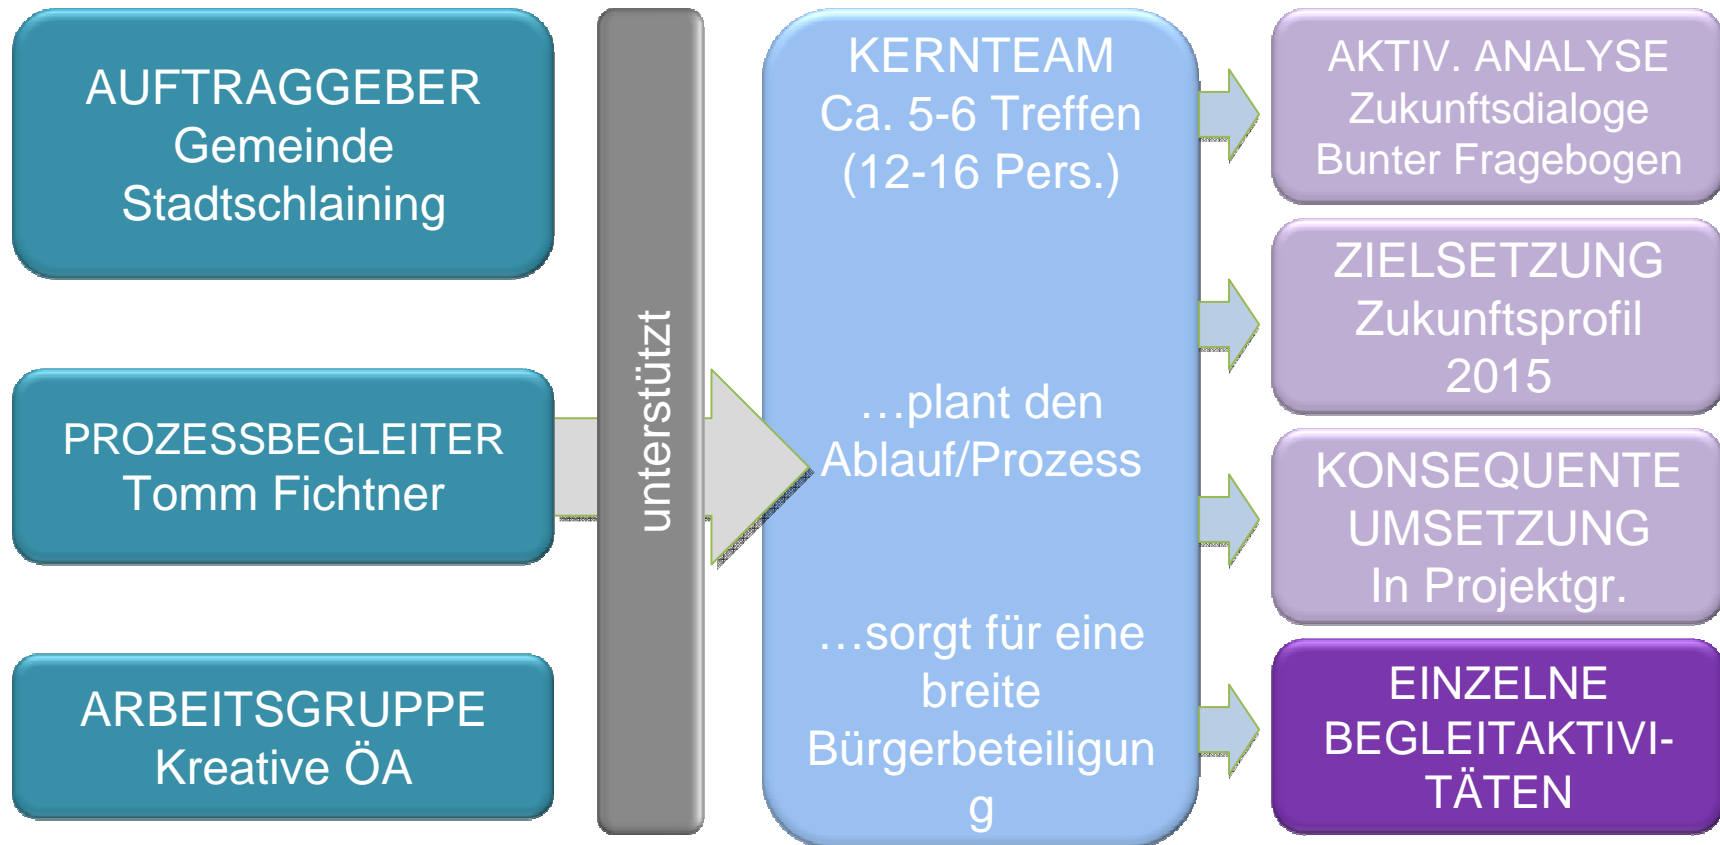 AUFTRAGGEBER
Gemeinde
Stadtschlaining
PROZESSBEGLEITER
Tomm Fichtner
ARBEITSGRUPPE
Kreative ÖA
unterstützt
KERNTEAM
Ca. 5-6 Treffen
(12-16 Pers.)
…plant den
Ablauf/Prozess
…sorgt für eine
breite
Bürgerbeteiligun
g
AKTIV. ANALYSE
Zukunftsdialoge
Bunter Fragebogen
ZIELSETZUNG
Zukunftsprofil
2015
KONSEQUENTE
UMSETZUNG
In Projektgr.
EINZELNE
BEGLEITAKTIVI-
TÄTEN